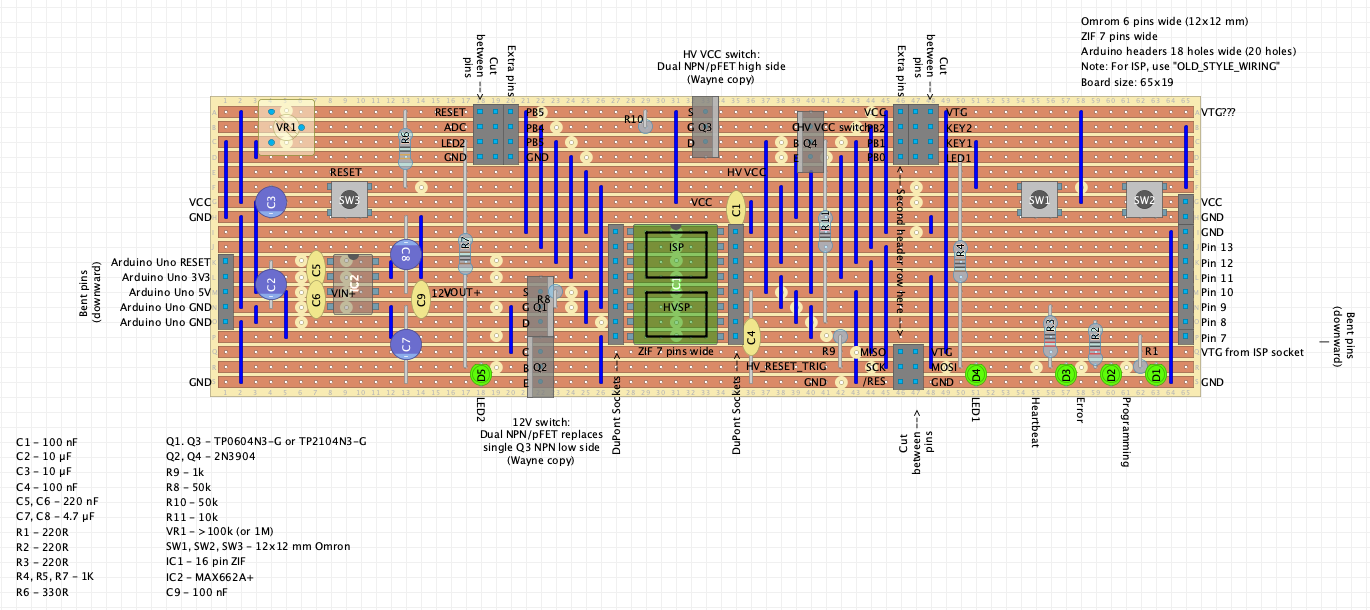 Omrom 6 pins wide (12x12 mm)
ZIF 7 pins wide
Arduino headers 18 holes wide (20 holes)
Note: For ISP, use "OLD_STYLE_WIRING"
Board size: 65x19
Cut
between
pins
--->
Extra pins
HV VCC switch:
Dual NPN/pFET high side
(Wayne copy)
Extra pins
Cut
between
pins
--->
VR1
R6
RESET
ADC
LED2
GND
PB5
PB4
PB3
GND
R10
S
G
D
Q3
HV VCC switch
B
E
Q4
VCC
PB2
PB1
PB0
VTG
KEY2
KEY1
LED1
VTG???
RESET
HV VCC
VCC
GND
C3
SW3
VCC
C1
R11
<--- Second header row here --->
SW1
SW2
VCC
GND
GND
Pin 13
Pin 12
Pin 11
Pin 10
Pin 9
Pin 8
Pin 7
VTG from ISP socket
GND
C8
R7
ISP
R4
Bent pins
(downward)
Arduino Uno RESET
Arduino Uno 3V3
Arduino Uno 5V
Arduino Uno GND
Arduino Uno GND
C2
C5
C6
VIN+
IC2
C9
12VOUT+
S
G
D
Q1
R8
IC1
HVSP
C7
ZIF 7 pins wide
C4
R9
R3
R2
R1
Bent pins
(downward)
GND
D5
C
B
E
Q2
HV_RESET_TRIG
GND
MISO
SCK
/RES
VTG
MOSI
GND
D4
D3
D2
D1
LED2
DuPont Sockets --->
DuPont Sockets --->
Cut
between
pins
--->
LED1
Heartbeat
Error
Programming
12V switch:
Dual NPN/pFET replaces
single Q3 NPN low side
(Wayne copy)
C1 - 100 nF
C2 - 10 µF
C3 - 10 µF
C4 - 100 nF
C5, C6 - 220 nF
C7, C8 - 4.7 µF
R1 - 220R
R2 - 220R
R3 - 220R
R4, R5, R7 - 1K
R6 - 330R
Q1. Q3 - TP0604N3-G or TP2104N3-G
Q2, Q4 - 2N3904
R9 - 1k
R8 - 50k
R10 - 50k
R11 - 10k
VR1 - >100k (or 1M)
SW1, SW2, SW3 - 12x12 mm Omron
IC1 - 16 pin ZIF
IC2 - MAX662A+
C9 - 100 nF